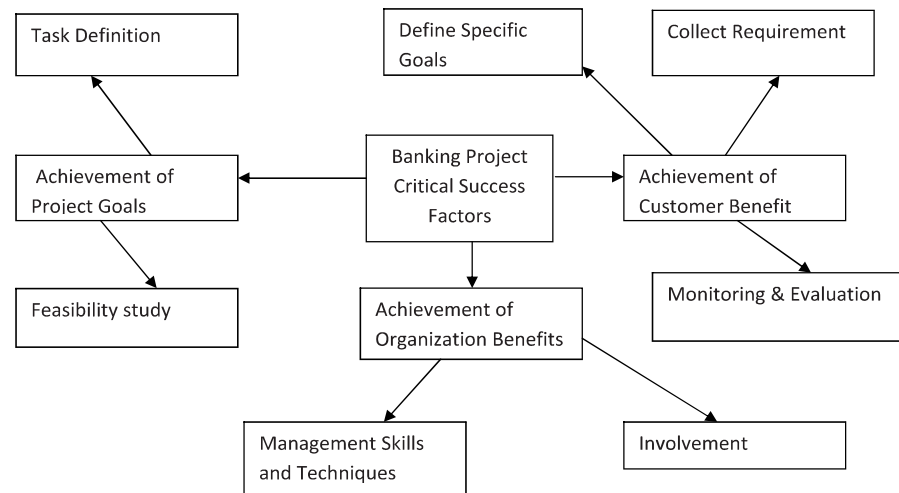 Task Definition
Define Specific
Goals
Collect Requirement
Achievement of
Project Goals
Banking Project
Critical Success
Factors
Achievement of
Customer Benefit
Feasibility study
Achievement of
Organization Benefits
Monitoring & Evaluation
Management Skills
and Techniques
Involvement